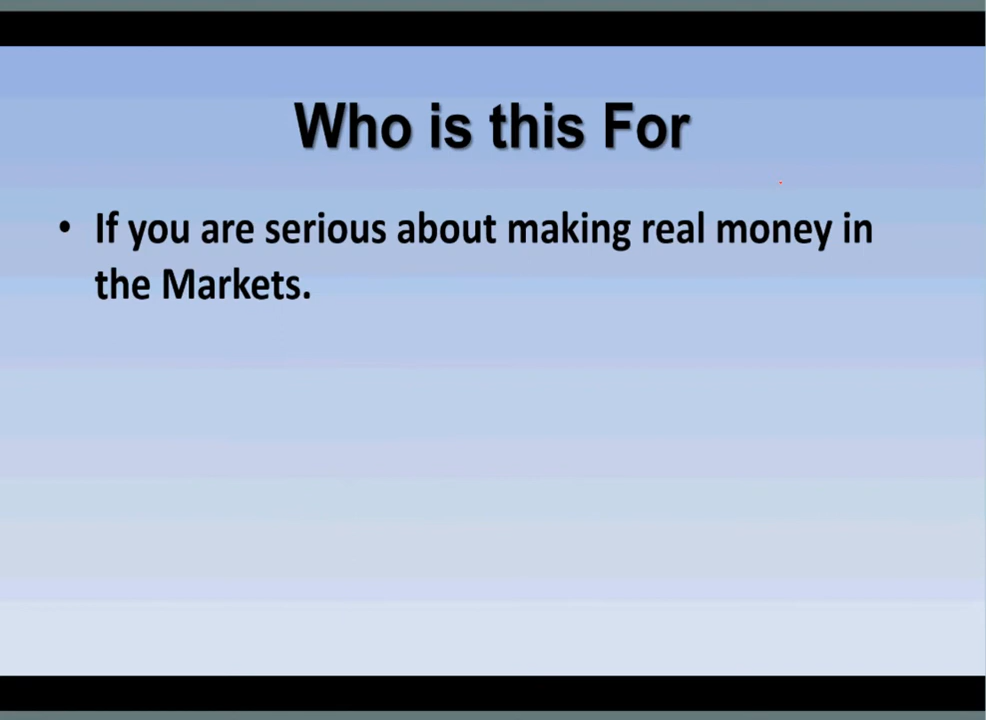 Who is this For
• If you are serious about making real money in
the Markets.